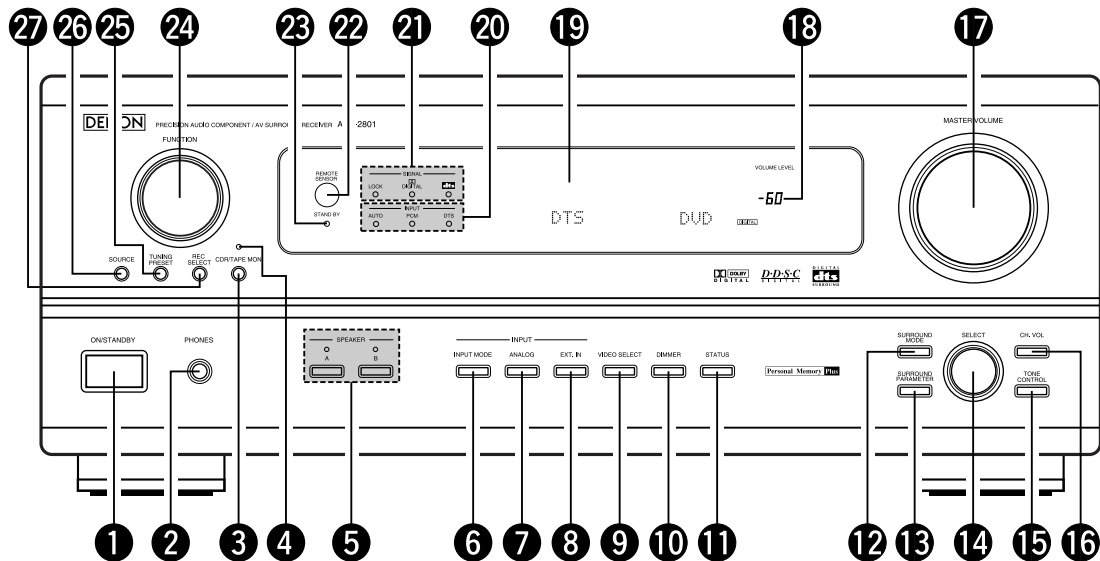 27 26 25 24 23 22 21 20 19 18 17
DENON PRECISION AUDIO COMPONENT / AV SURROUND RECEIVER
MASTER VOLUME
FUNCTION
VOLUME LEVEL
REMOTE SENSOR
SIGNAL
LOCK DIGITAL dts
-60
STAND BY
INPUT
AUTO PCM DTS
DTS DVD DIGITAL
SOURCE
TUNING PRESET
REC SELECT
CDR/TAPE MON
DOLBY DIGITAL
D·D·S·C DIGITAL
DIGITAL dts SURROUND
ON/STANDBY
PHONES
SPEAKER
A B
INPUT
INPUT MODE ANALOG EXT. IN VIDEO SELECT DIMMER STATUS
Personal Memory Plus
SURROUND MODE
SELECT
CH. VOL
SURROUND PARAMETER
TONE CONTROL
1 2 3 4 5 6 7 8 9 10 11 12 13 14 15 16